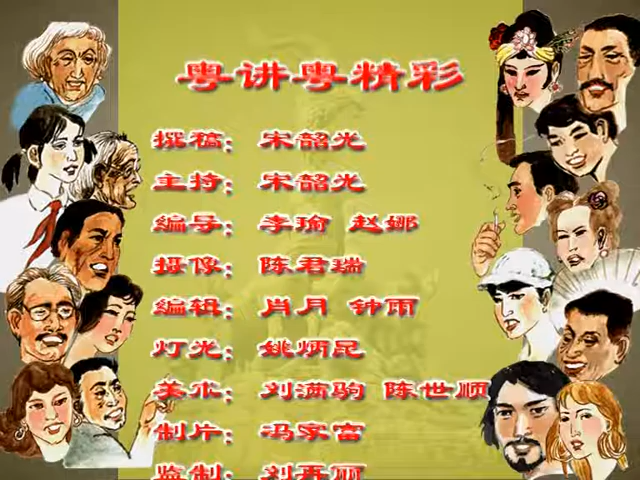 粤讲粤精彩
撰稿： 宋韶光
主持： 宋韶光
编导： 李瑜 赵娜
摄像： 陈君瑞
编辑： 肖月 钟雨
灯光： 姚炳昆
美术： 刘满驹 陈世顺
制片： 冯家富
监制： 刘再丽